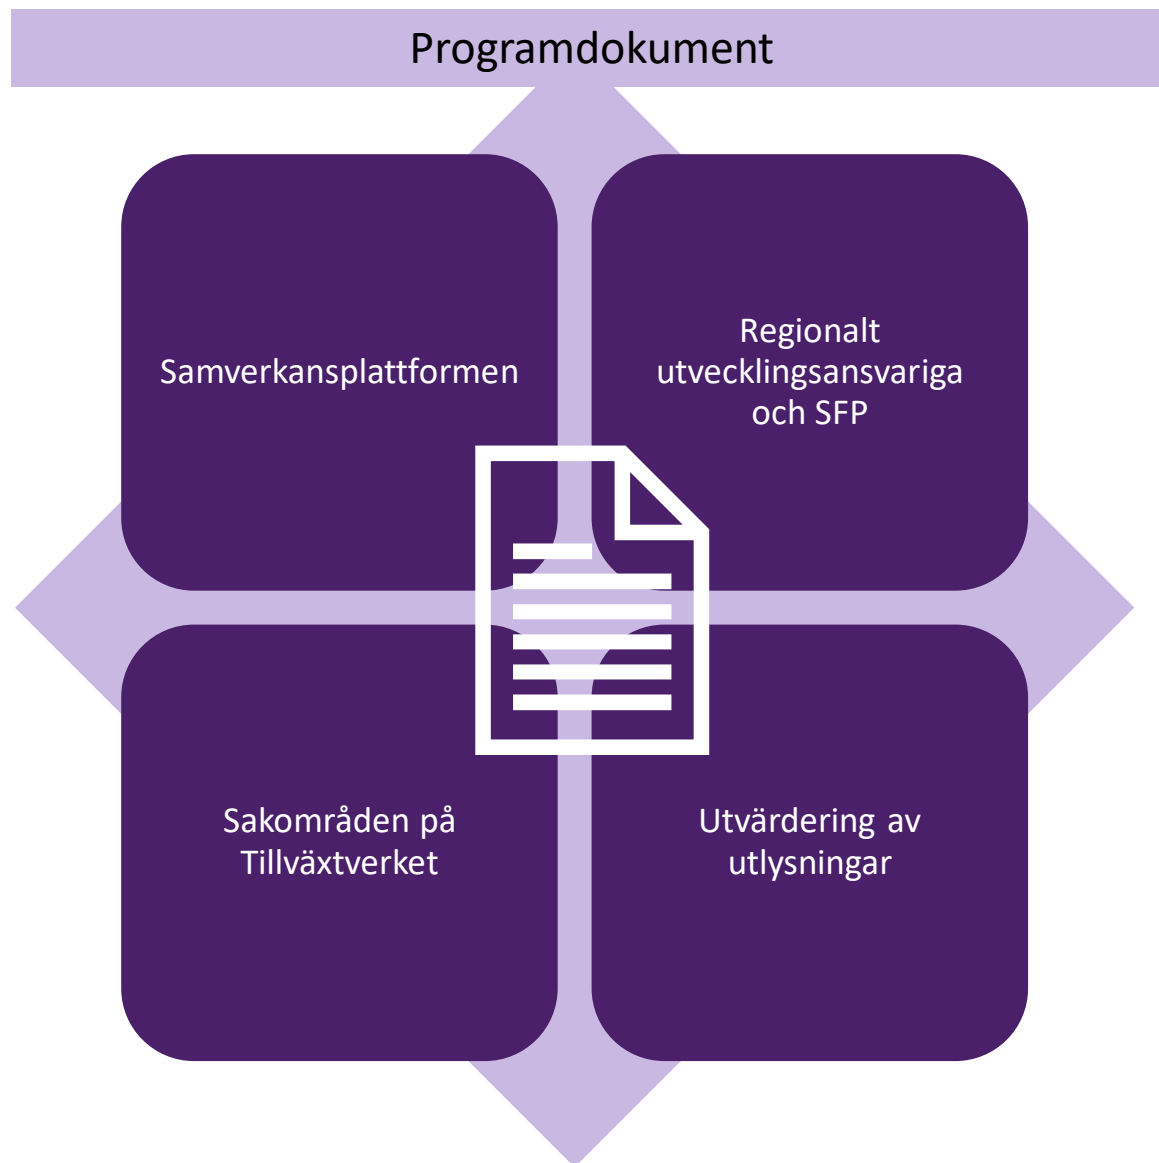 Programdokument
Samverkansplattformen
Regionalt
utvecklingsansvariga
och SFP
Sakområden på
Tillväxtverket
Utvärdering av
utlysningar